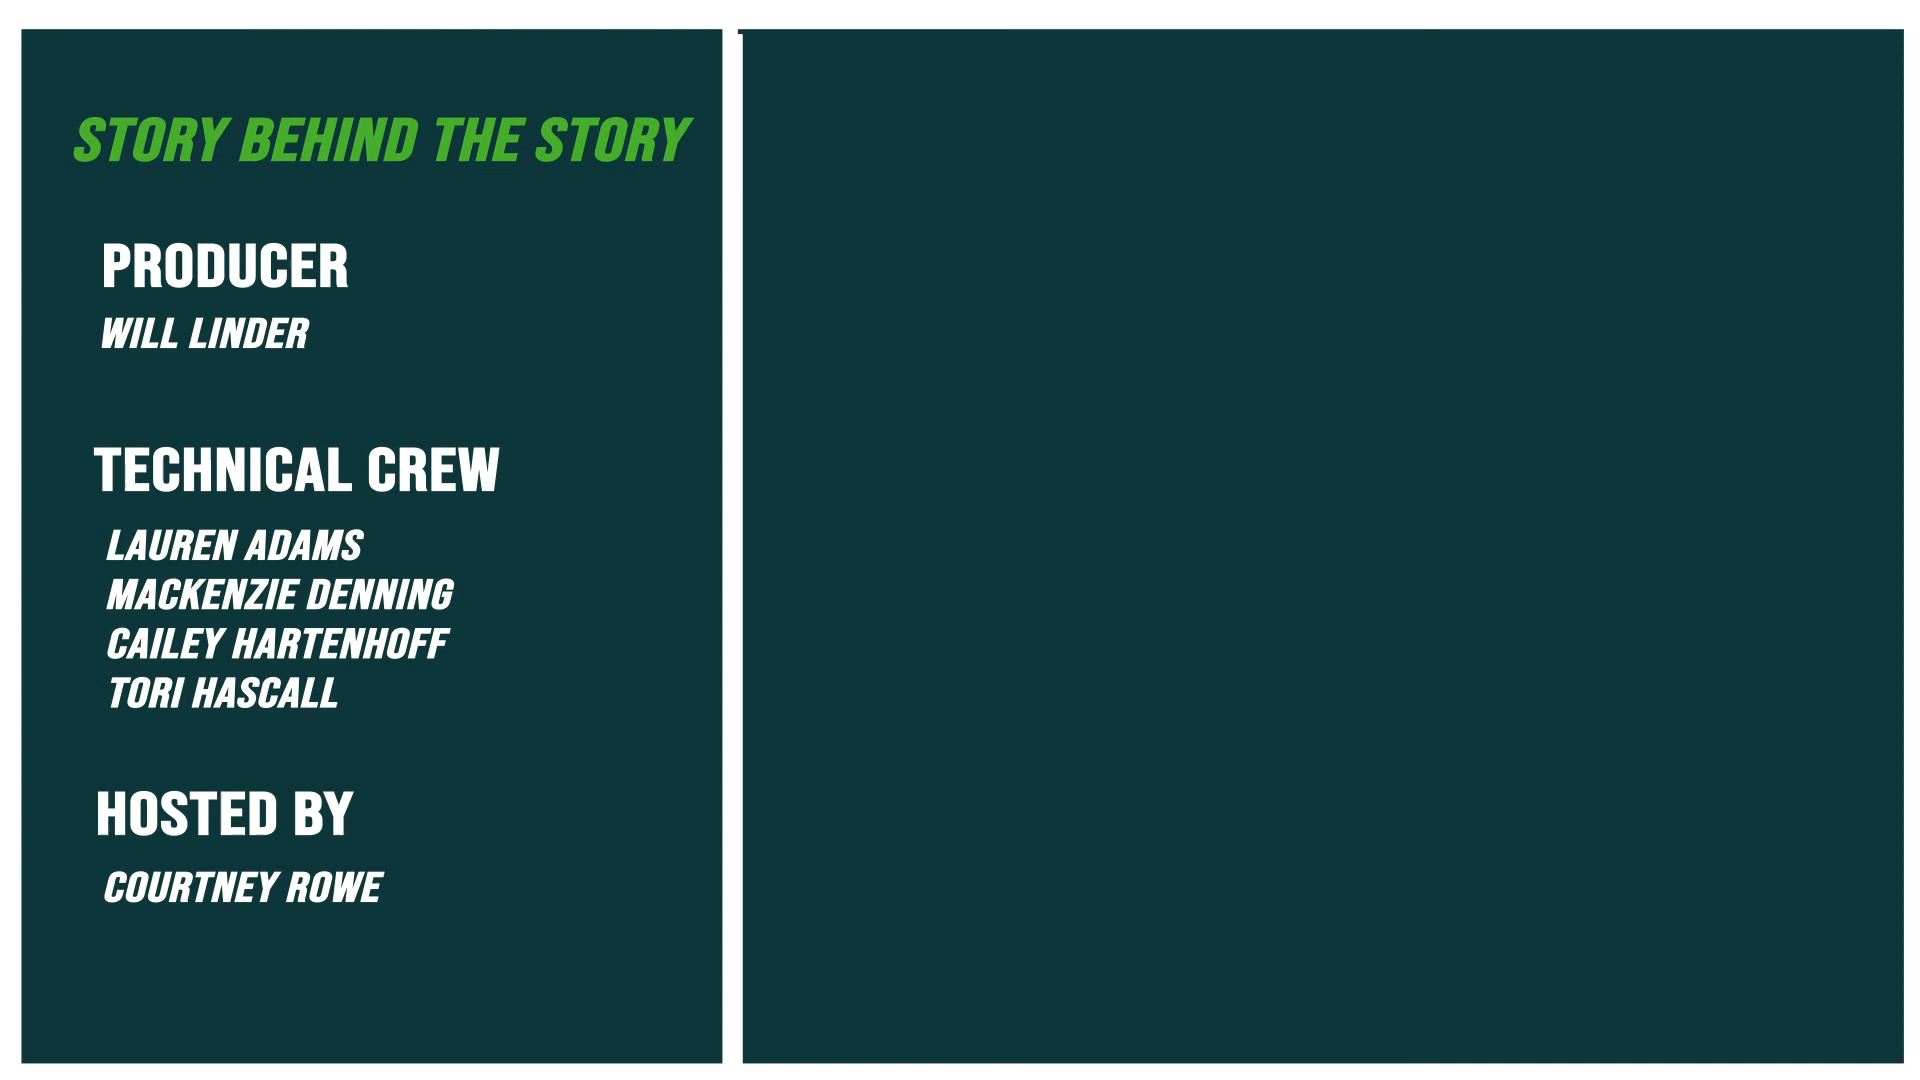 STORY BEHIND THE STORY
PRODUCER
WILL LINDER
TECHNICAL CREW
LAUREN ADAMS
MACKENZIE DENNING
CAILEY HARTENHOFF
TORI HASCALL
HOSTED BY
COURTNEY ROWE